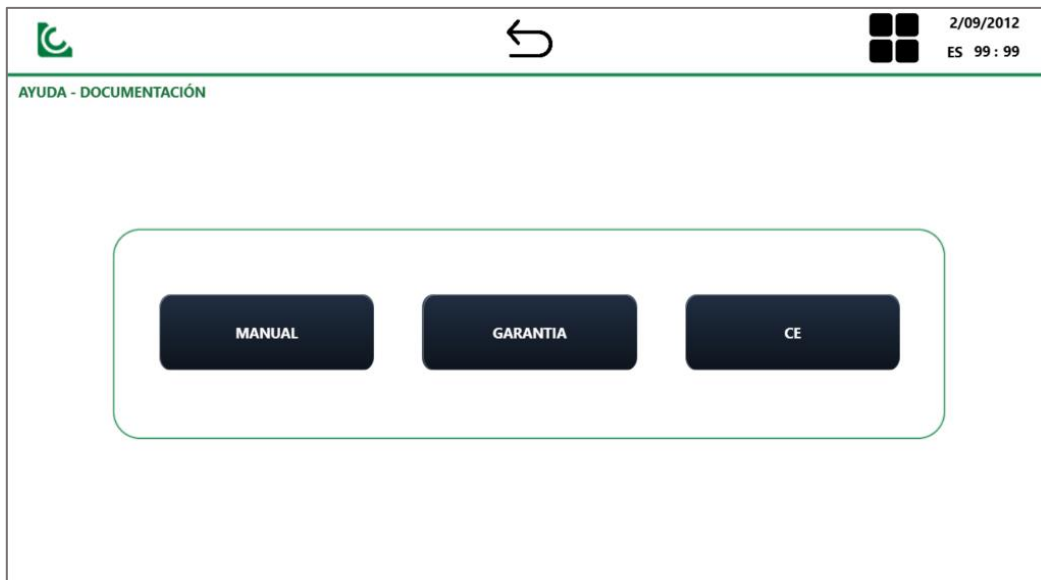 2/09/2012
ES 99 : 99
AYUDA - DOCUMENTACIÓN
MANUAL
GARANTIA
CE